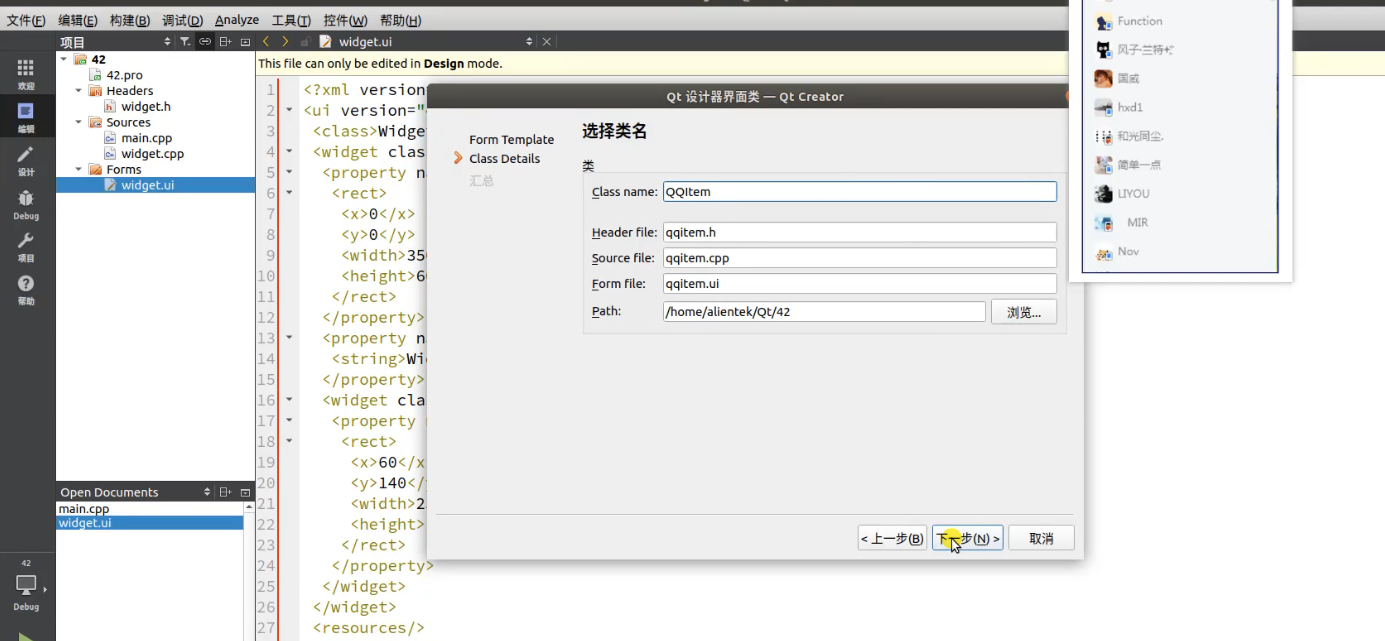 文件(F) 编辑(E) 构建(B) 调试(D) Analyze 工具(T) 控件(W) 帮助(H)
项目
widget.ui
This file can only be edited in Design mode.
欢迎
编辑
设计
Debug
项目
帮助
42
Debug
42
42.pro
Headers
widget.h
Sources
main.cpp
widget.cpp
Forms
widget.ui
Open Documents
main.cpp
widget.ui
1 <?xml version
2 <ui version="
3 <class>Widge
4 <widget clas
5 <property n
6 <rect>
7 <x>0</x>
8 <y>0</y>
9 <width>35
10 <height>6
11 </rect>
12 </property>
13 <property n
14 <string>Wi
15 </property>
16 <widget cla
17 <property
18 <rect>
19 <x>60</x
20 <y>140</
21 <width>2
22 <height>
23 </rect>
24 </property>
25 </widget>
26 </widget>
27 <resources/>
Qt 设计器界面类 — Qt Creator
Form Template
Class Details
汇总
选择类名
类
Class name: QQItem
Header file: qqitem.h
Source file: qqitem.cpp
Form file: qqitem.ui
Path: /home/alientek/Qt/42 浏览...
< 上一步(B) 下一步(N) > 取消
Function
风子-兰特
国威
hxd1
和光同尘.
简单一点
LIYOU
MIR
Nov